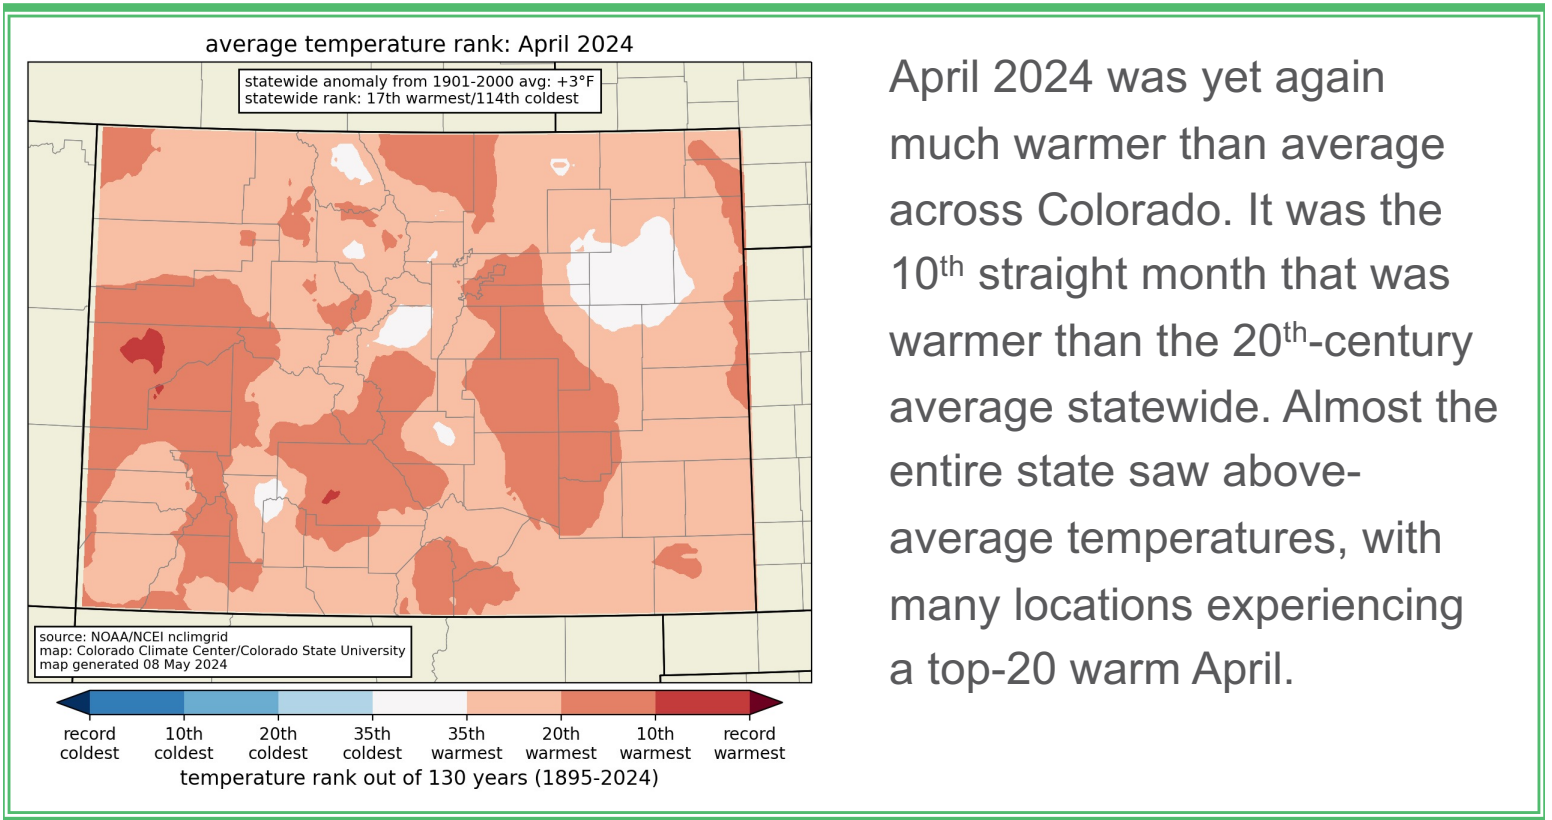 average temperature rank: April 2024
statewide anomaly from 1901-2000 avg: +3°F
statewide rank: 17th warmest/114th coldest
source: NOAA/NCEI nclimgrid
map: Colorado Climate Center/Colorado State University
map generated 08 May 2024
record 10th 20th 35th 35th 20th 10th record
coldest coldest coldest coldest warmest warmest warmest warmest
temperature rank out of 130 years (1895-2024)
April 2024 was yet again
much warmer than average
across Colorado. It was the
10th straight month that was
warmer than the 20th-century
average statewide. Almost the
entire state saw above-
average temperatures, with
many locations experiencing
a top-20 warm April.